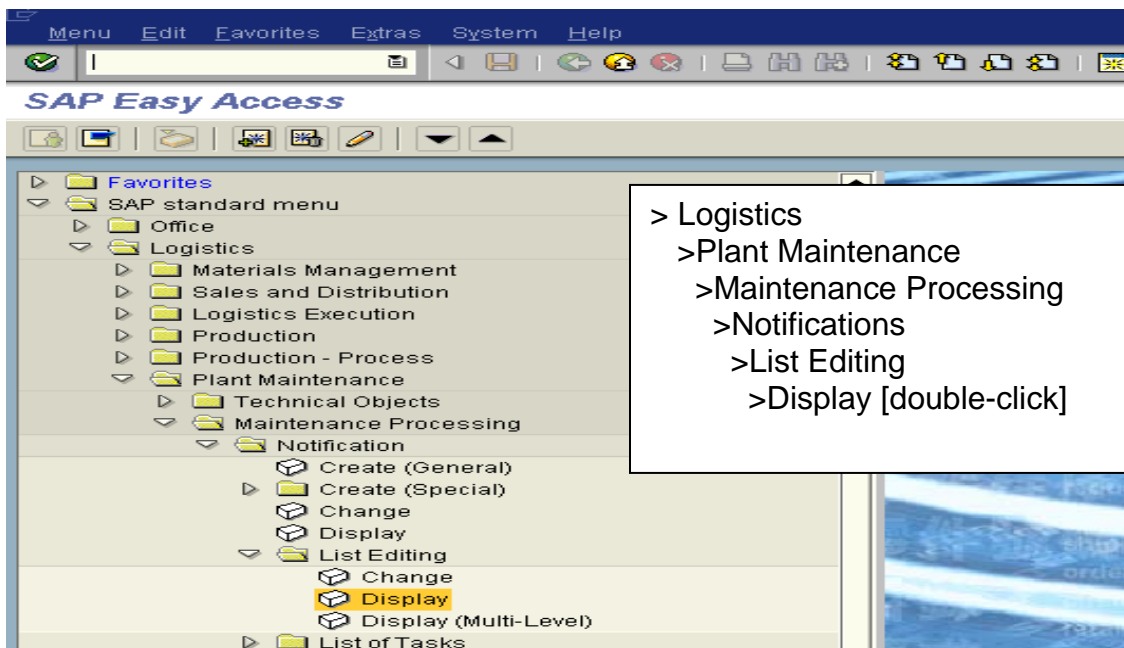 Menu Edit Favorites Extras System Help
SAP Easy Access
Favorites
SAP standard menu
Office
Logistics
Materials Management
Sales and Distribution
Logistics Execution
Production
Production - Process
Plant Maintenance
Technical Objects
Maintenance Processing
Notification
Create (General)
Create (Special)
Change
Display
List Editing
Change
Display
Display (Multi-Level)
List of Tasks
> Logistics
>Plant Maintenance
>Maintenance Processing
>Notifications
>List Editing
>Display [double-click]